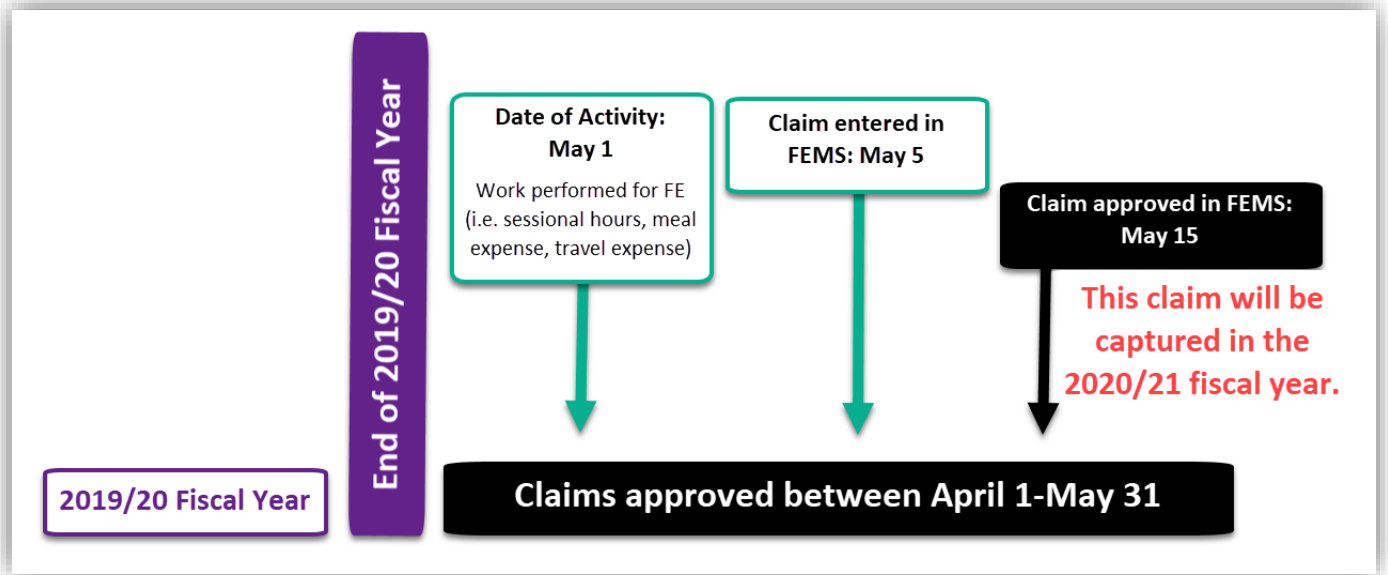 End of 2019/20 Fiscal Year
Date of Activity:
May 1
Work performed for FE
(i.e. sessional hours, meal
expense, travel expense)
Claim entered in
FEMS: May 5
Claim approved in FEMS:
May 15
This claim will be
captured in the
2020/21 fiscal year.
2019/20 Fiscal Year
Claims approved between April 1-May 31